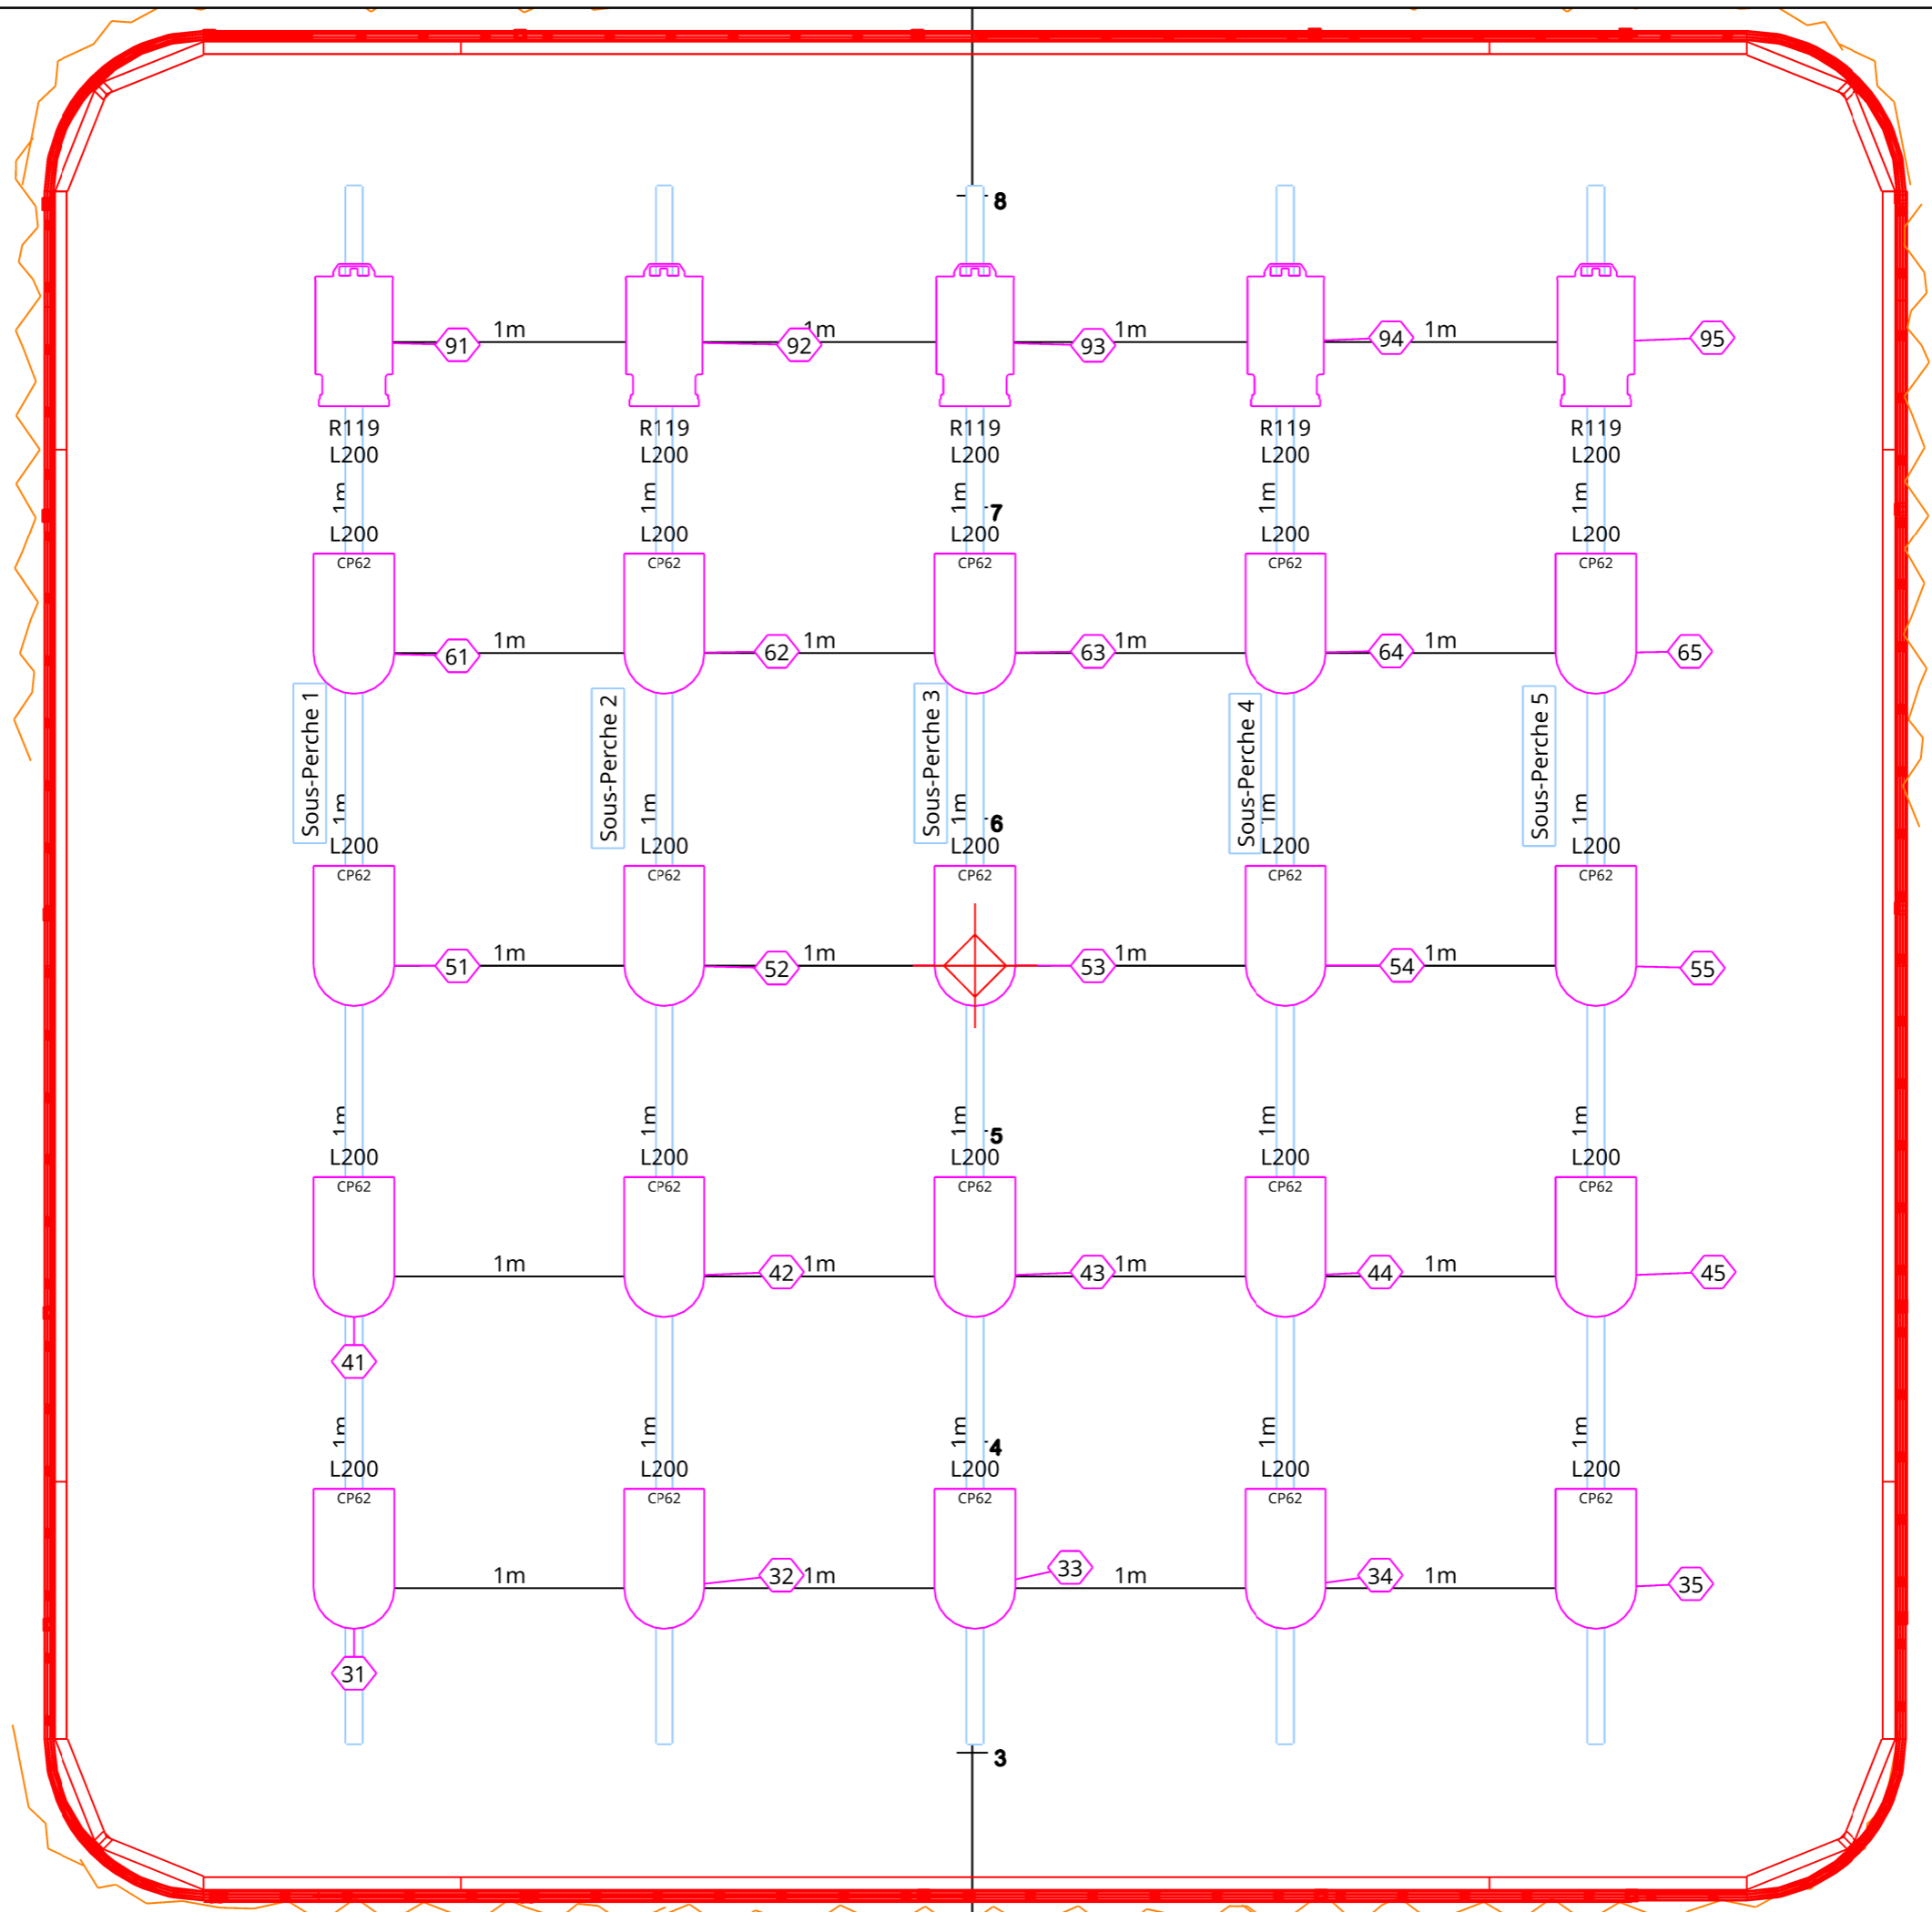 8
91 1m 92 1m 93 1m 94 1m 95
R119 R119 R119 R119 R119
L200 L200 L200 L200 L200
1m 1m 1m 7 1m 1m
L200 L200 L200 L200 L200
CP62 CP62 CP62 CP62 CP62
61 1m 62 1m 63 1m 64 1m 65
Sous-Perche 1 Sous-Perche 2 Sous-Perche 3 Sous-Perche 4 Sous-Perche 5
1m 1m 1m 6 1m 1m
L200 L200 L200 L200 L200
CP62 CP62 CP62 CP62 CP62
51 1m 52 1m 53 1m 54 1m 55
1m 1m 1m 5 1m 1m
L200 L200 L200 L200 L200
CP62 CP62 CP62 CP62 CP62
1m 42 1m 43 1m 44 1m 45
41
1m 1m 1m 4 1m 1m
L200 L200 L200 L200 L200
CP62 CP62 CP62 CP62 CP62
1m 32 1m 33 1m 34 1m 35
31
3